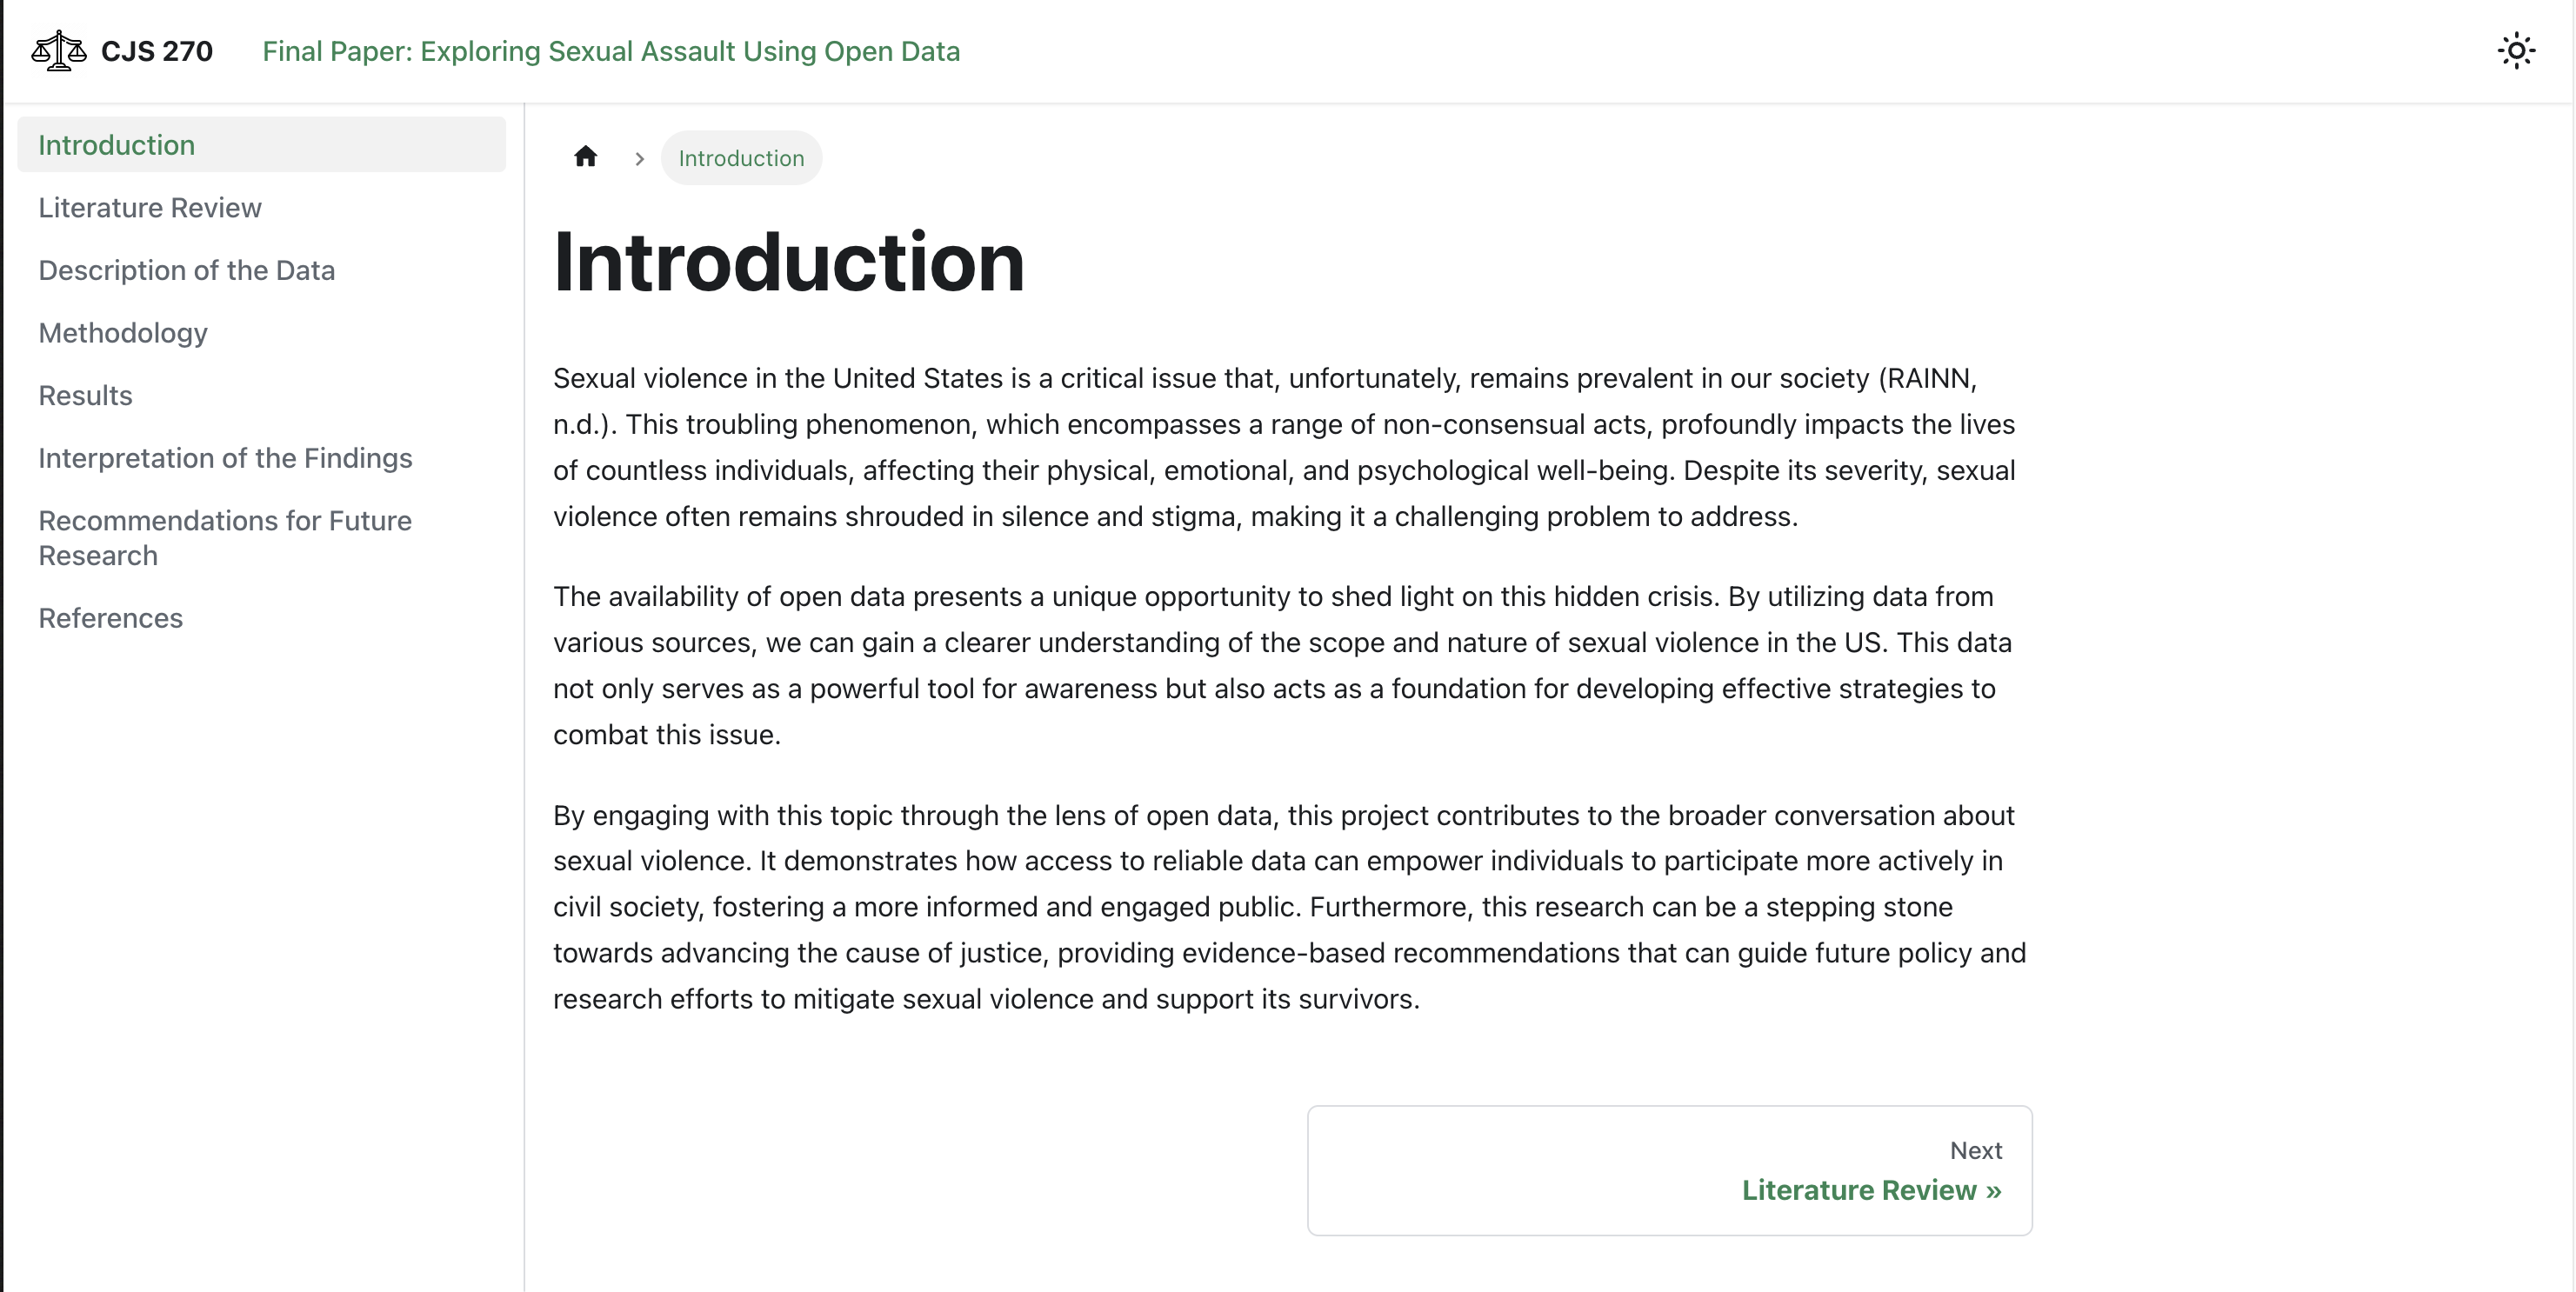 CJS 270
Final Paper: Exploring Sexual Assault Using Open Data
Introduction
Literature Review
Description of the Data
Methodology
Results
Interpretation of the Findings
Recommendations for Future
Research
References
Introduction
Introduction
Sexual violence in the United States is a critical issue that, unfortunately, remains prevalent in our society (RAINN,
n.d.). This troubling phenomenon, which encompasses a range of non-consensual acts, profoundly impacts the lives
of countless individuals, affecting their physical, emotional, and psychological well-being. Despite its severity, sexual
violence often remains shrouded in silence and stigma, making it a challenging problem to address.
The availability of open data presents a unique opportunity to shed light on this hidden crisis. By utilizing data from
various sources, we can gain a clearer understanding of the scope and nature of sexual violence in the US. This data
not only serves as a powerful tool for awareness but also acts as a foundation for developing effective strategies to
combat this issue.
By engaging with this topic through the lens of open data, this project contributes to the broader conversation about
sexual violence. It demonstrates how access to reliable data can empower individuals to participate more actively in
civil society, fostering a more informed and engaged public. Furthermore, this research can be a stepping stone
towards advancing the cause of justice, providing evidence-based recommendations that can guide future policy and
research efforts to mitigate sexual violence and support its survivors.
Next
Literature Review »